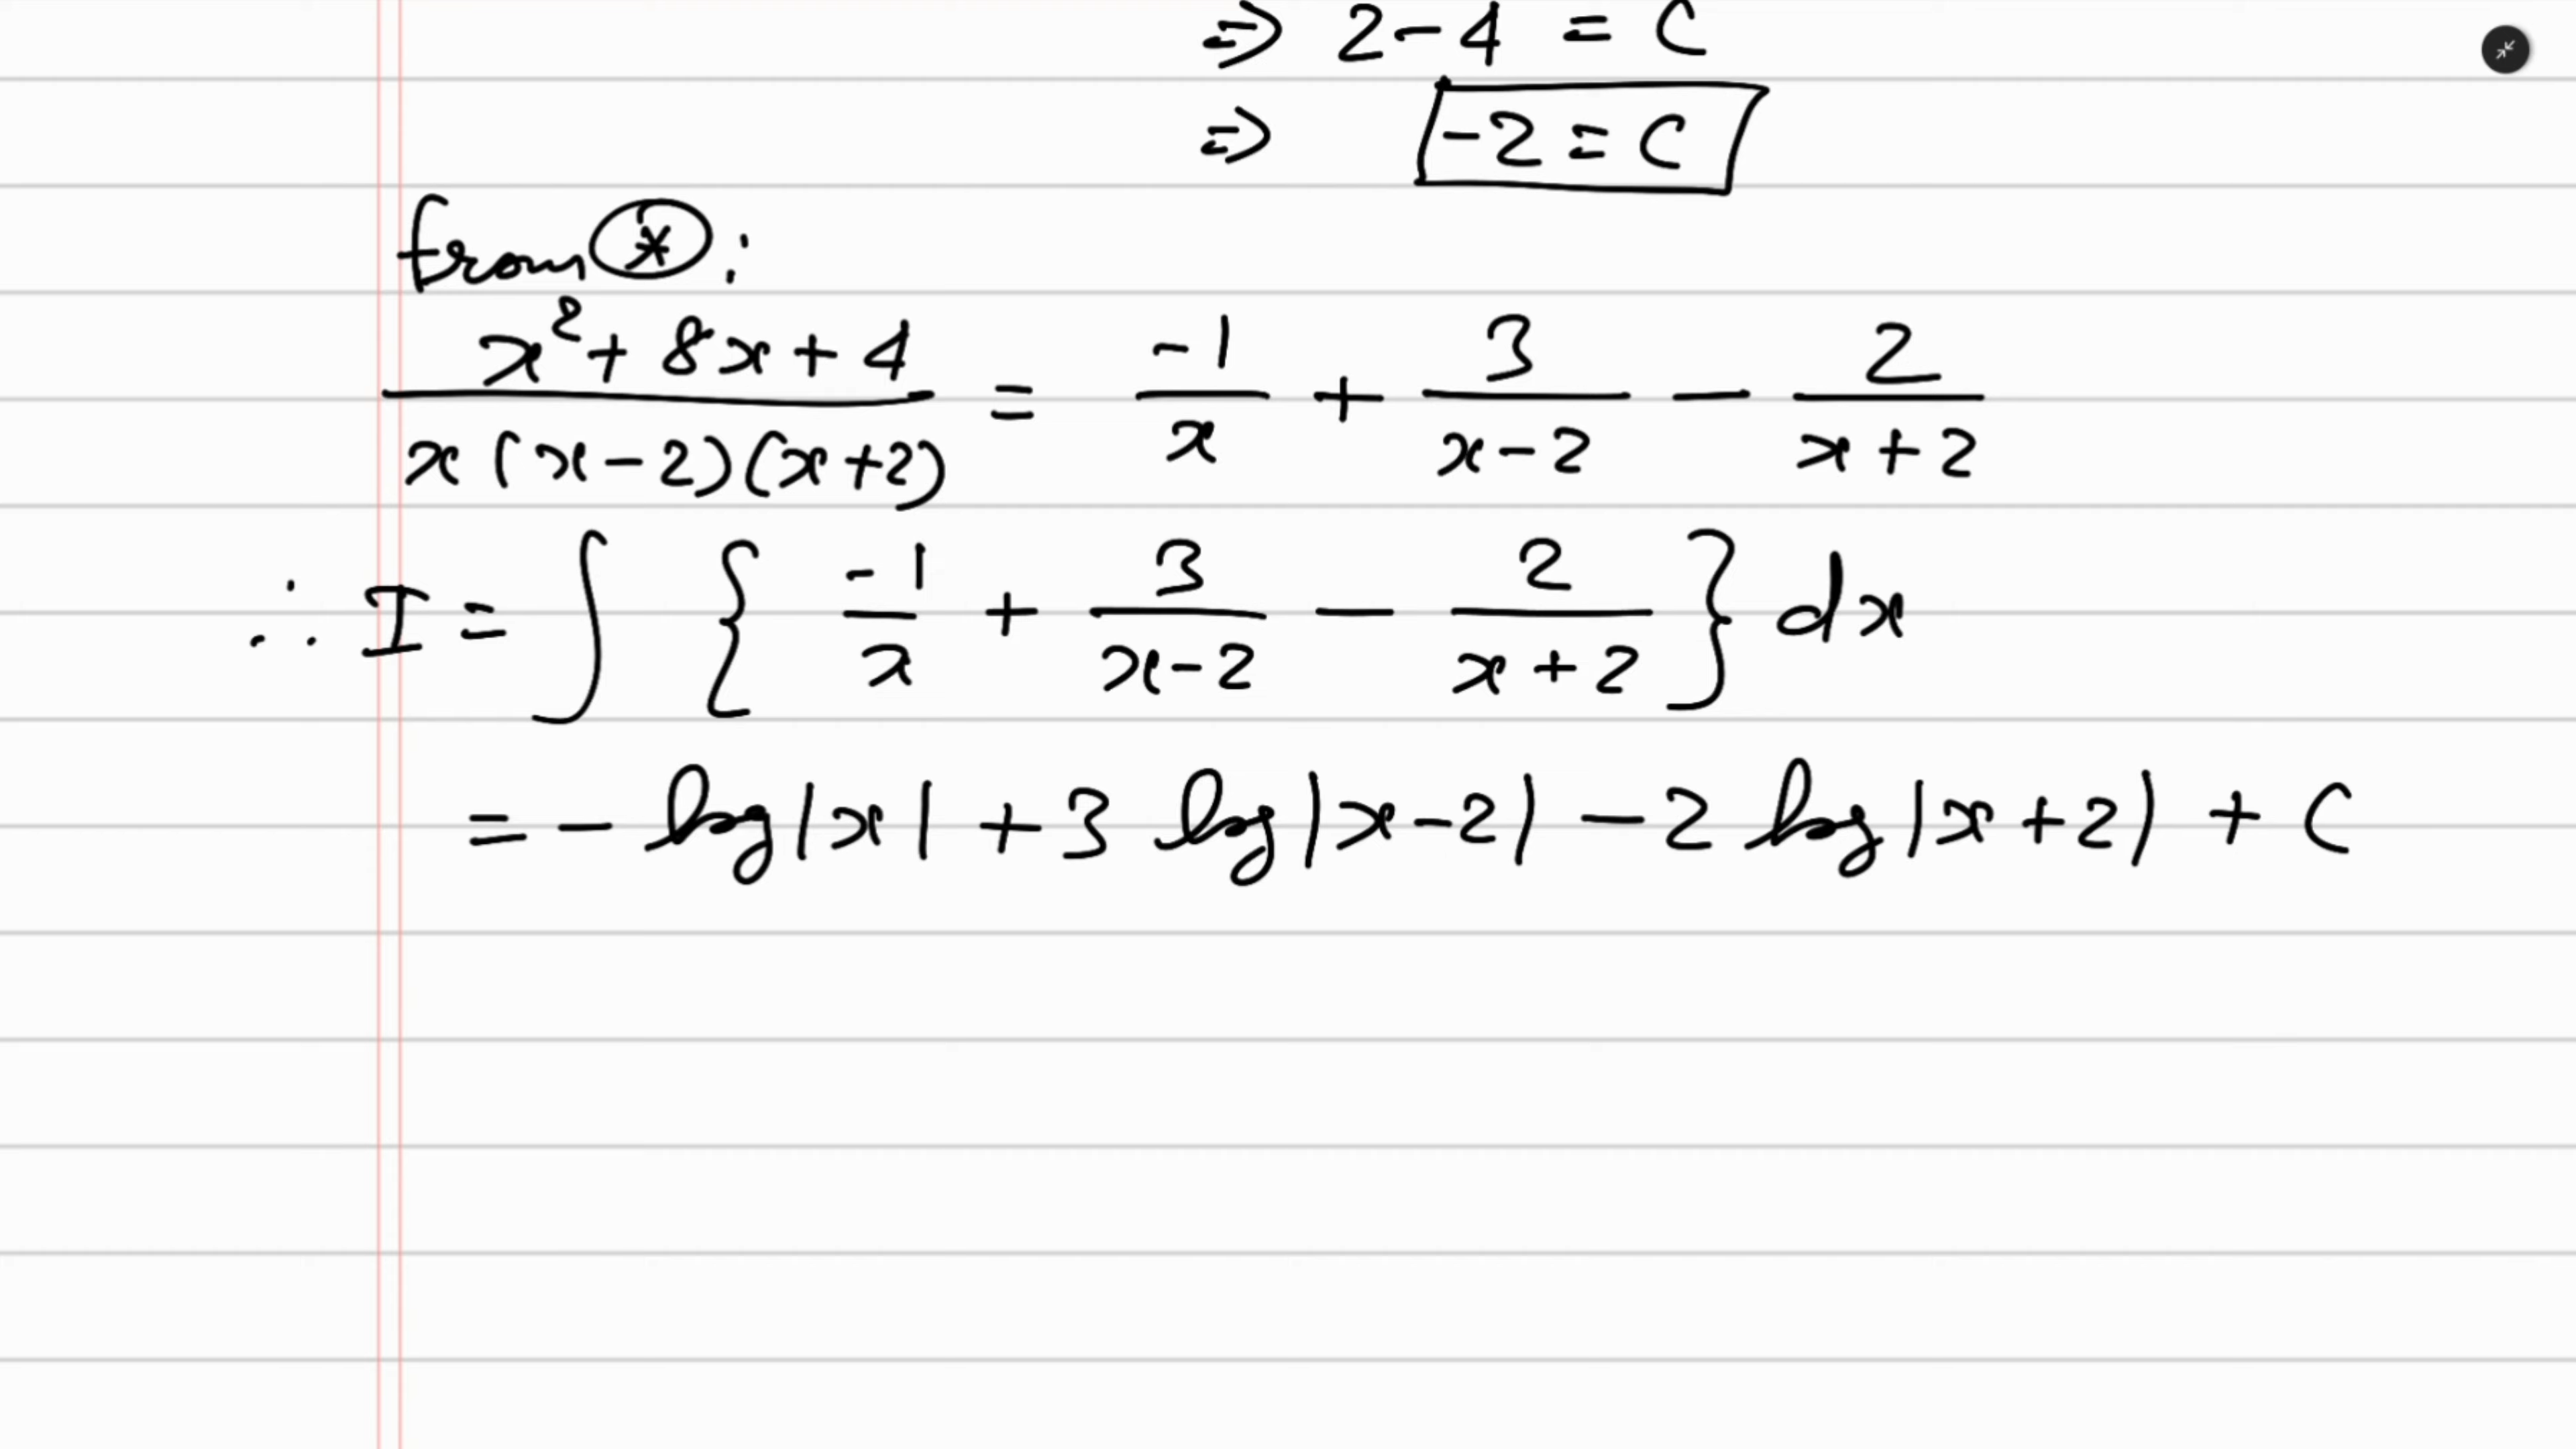 ⇒ 2-4 = C
⇒ -2 = C
from ⊛ :
(x² + 8x + 4) / (x(x-2)(x+2)) = -1/x + 3/(x-2) - 2/(x+2)
∴ I = ∫ { -1/x + 3/(x-2) - 2/(x+2) } dx
= - log|x| + 3 log|x-2| - 2 log|x+2| + C